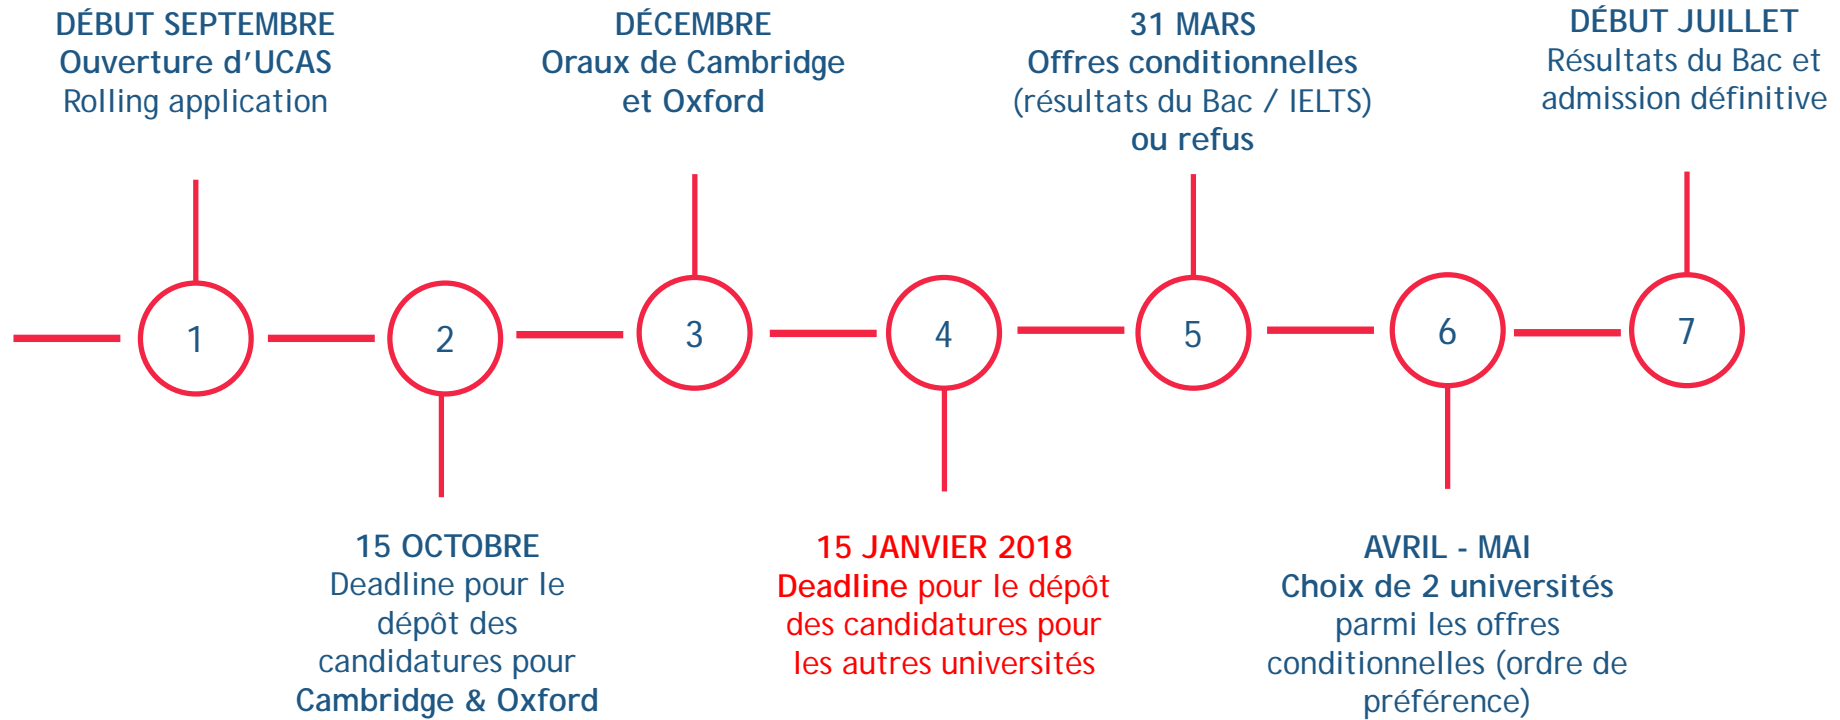 DÉBUT SEPTEMBRE
Ouverture d’UCAS
Rolling application
DÉCEMBRE
Oraux de Cambridge
et Oxford
31 MARS
Offres conditionnelles
(résultats du Bac / IELTS)
ou refus
DÉBUT JUILLET
Résultats du Bac et
admission définitive
1
2
3
4
5
6
7
15 OCTOBRE
Deadline pour le
dépôt des
candidatures pour
Cambridge & Oxford
15 JANVIER 2018
Deadline pour le dépôt
des candidatures pour
les autres universités
AVRIL - MAI
Choix de 2 universités
parmi les offres
conditionnelles (ordre de
préférence)